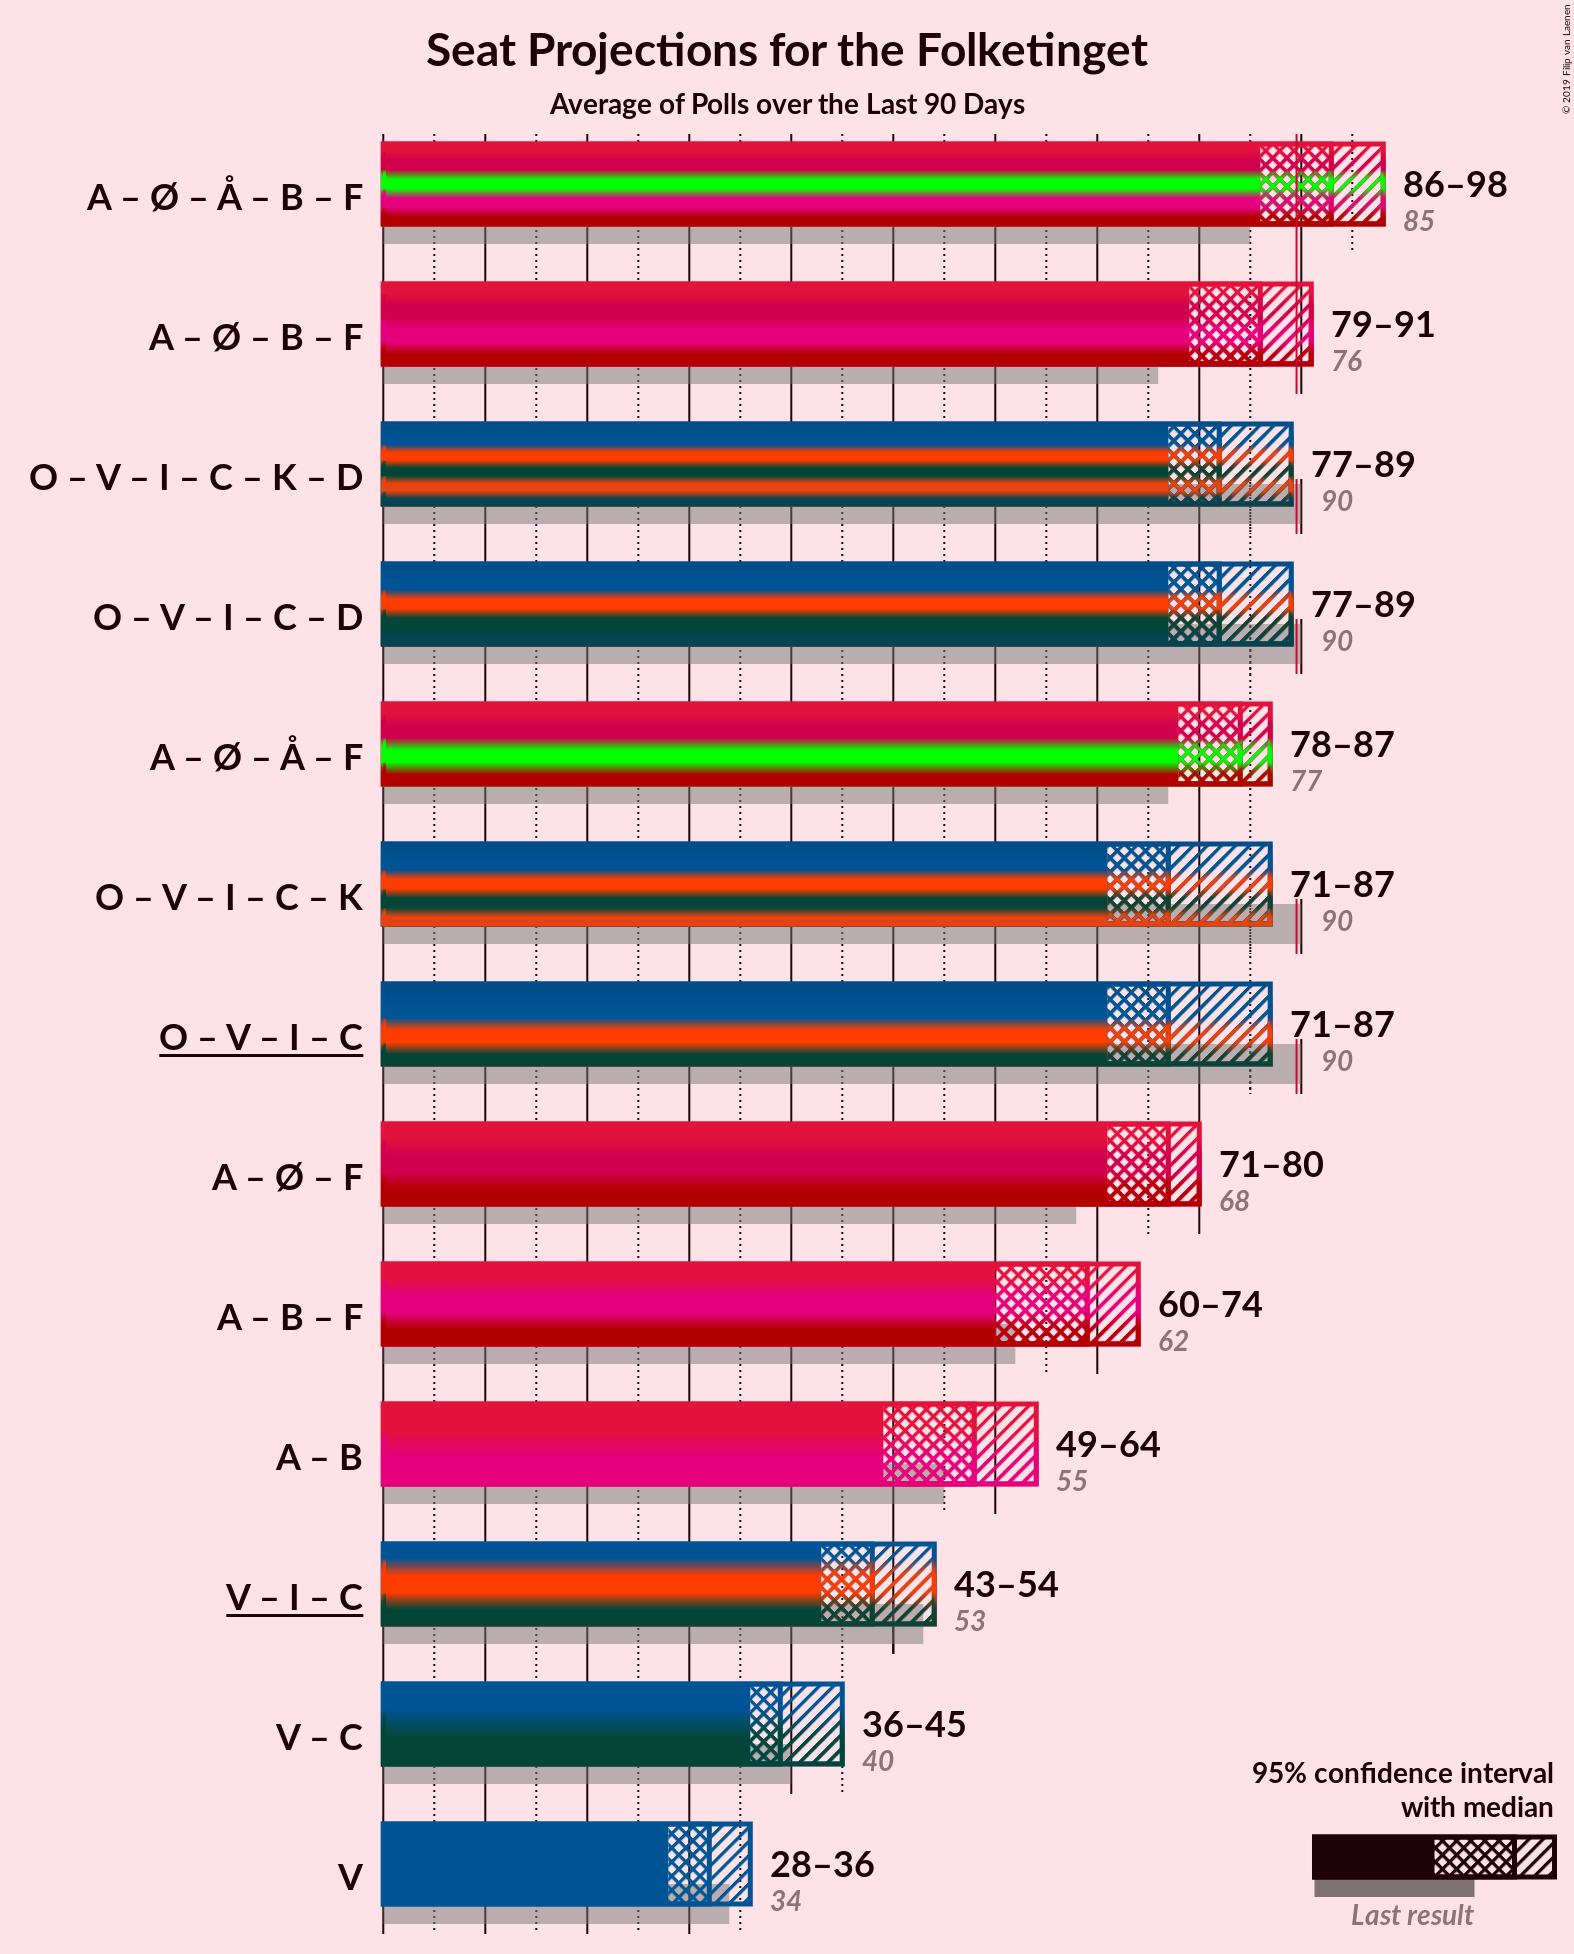 Seat Projections for the Folketinget
Average of Polls over the Last 90 Days
© 2019 Filip van Laenen
A – Ø – Å – B – F
86–98
85
A – Ø – B – F
79–91
76
O – V – I – C – K – D
77–89
90
O – V – I – C – D
77–89
90
A – Ø – Å – F
78–87
77
O – V – I – C – K
71–87
90
O – V – I – C
71–87
90
A – Ø – F
71–80
68
A – B – F
60–74
62
A – B
49–64
55
V – I – C
43–54
53
V – C
36–45
40
V
28–36
34
95% confidence interval
with median
Last result